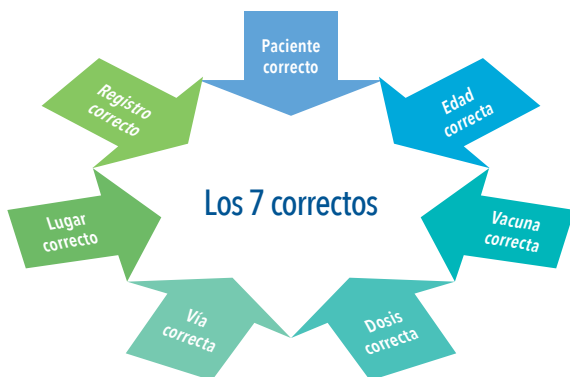 Paciente
correcto
Edad
correcta
Vacuna
correcta
Dosis
correcta
Vía
correcta
Lugar
correcto
Registro
correcto
Los 7 correctos